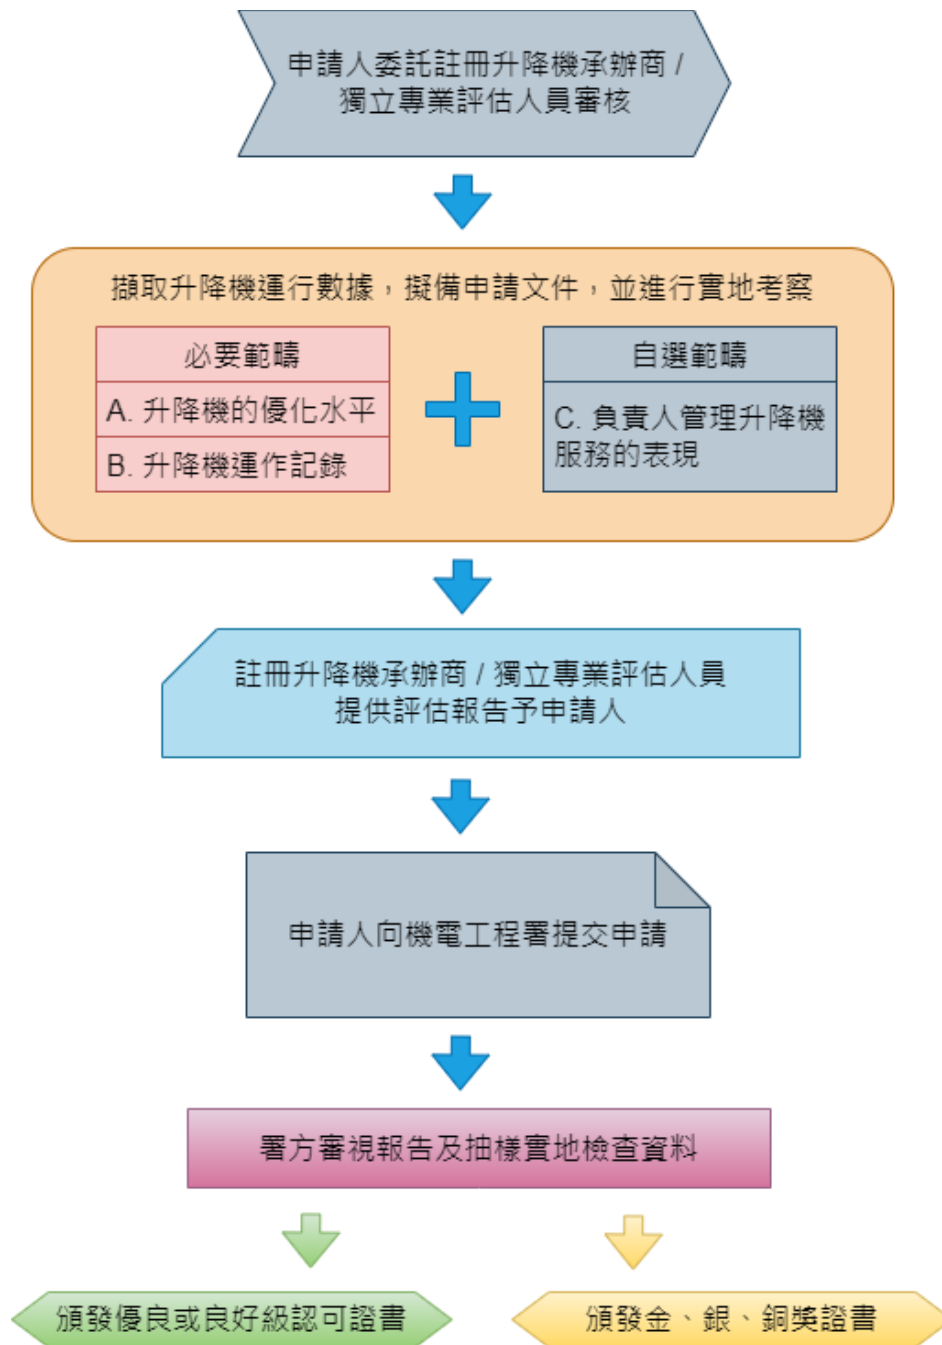 申請人委託註冊升降機承辦商 /
獨立專業評估人員審核
擷取升降機運行數據，擬備申請文件，並進行實地考察
必要範疇
A. 升降機的優化水平
B. 升降機運作記錄
自選範疇
C. 負責人管理升降機
服務的表現
註冊升降機承辦商 / 獨立專業評估人員
提供評估報告予申請人
申請人向機電工程署提交申請
署方審視報告及抽樣實地檢查資料
頒發優良或良好級認可證書
頒發金、銀、銅獎證書